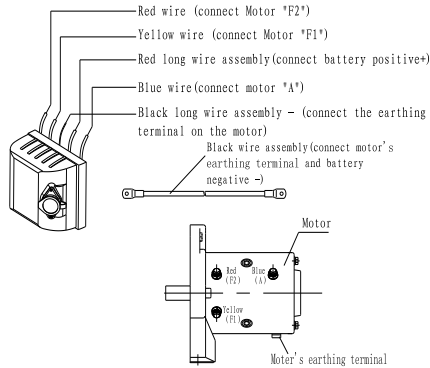 Red wire (connect Motor "F2")
Yellow wire (connect Motor "F1")
Red long wire assembly(connect battery positive+)
Blue wire(connect motor "A")
Black long wire assembly - (connect the earthing
terminal on the motor)
Black wire assembly(connect motor's
earthing terminal and battery
negative -)
Motor
Red
(F2)
Blue
(A)
Yellow
(F1)
Moter's earthing terminal